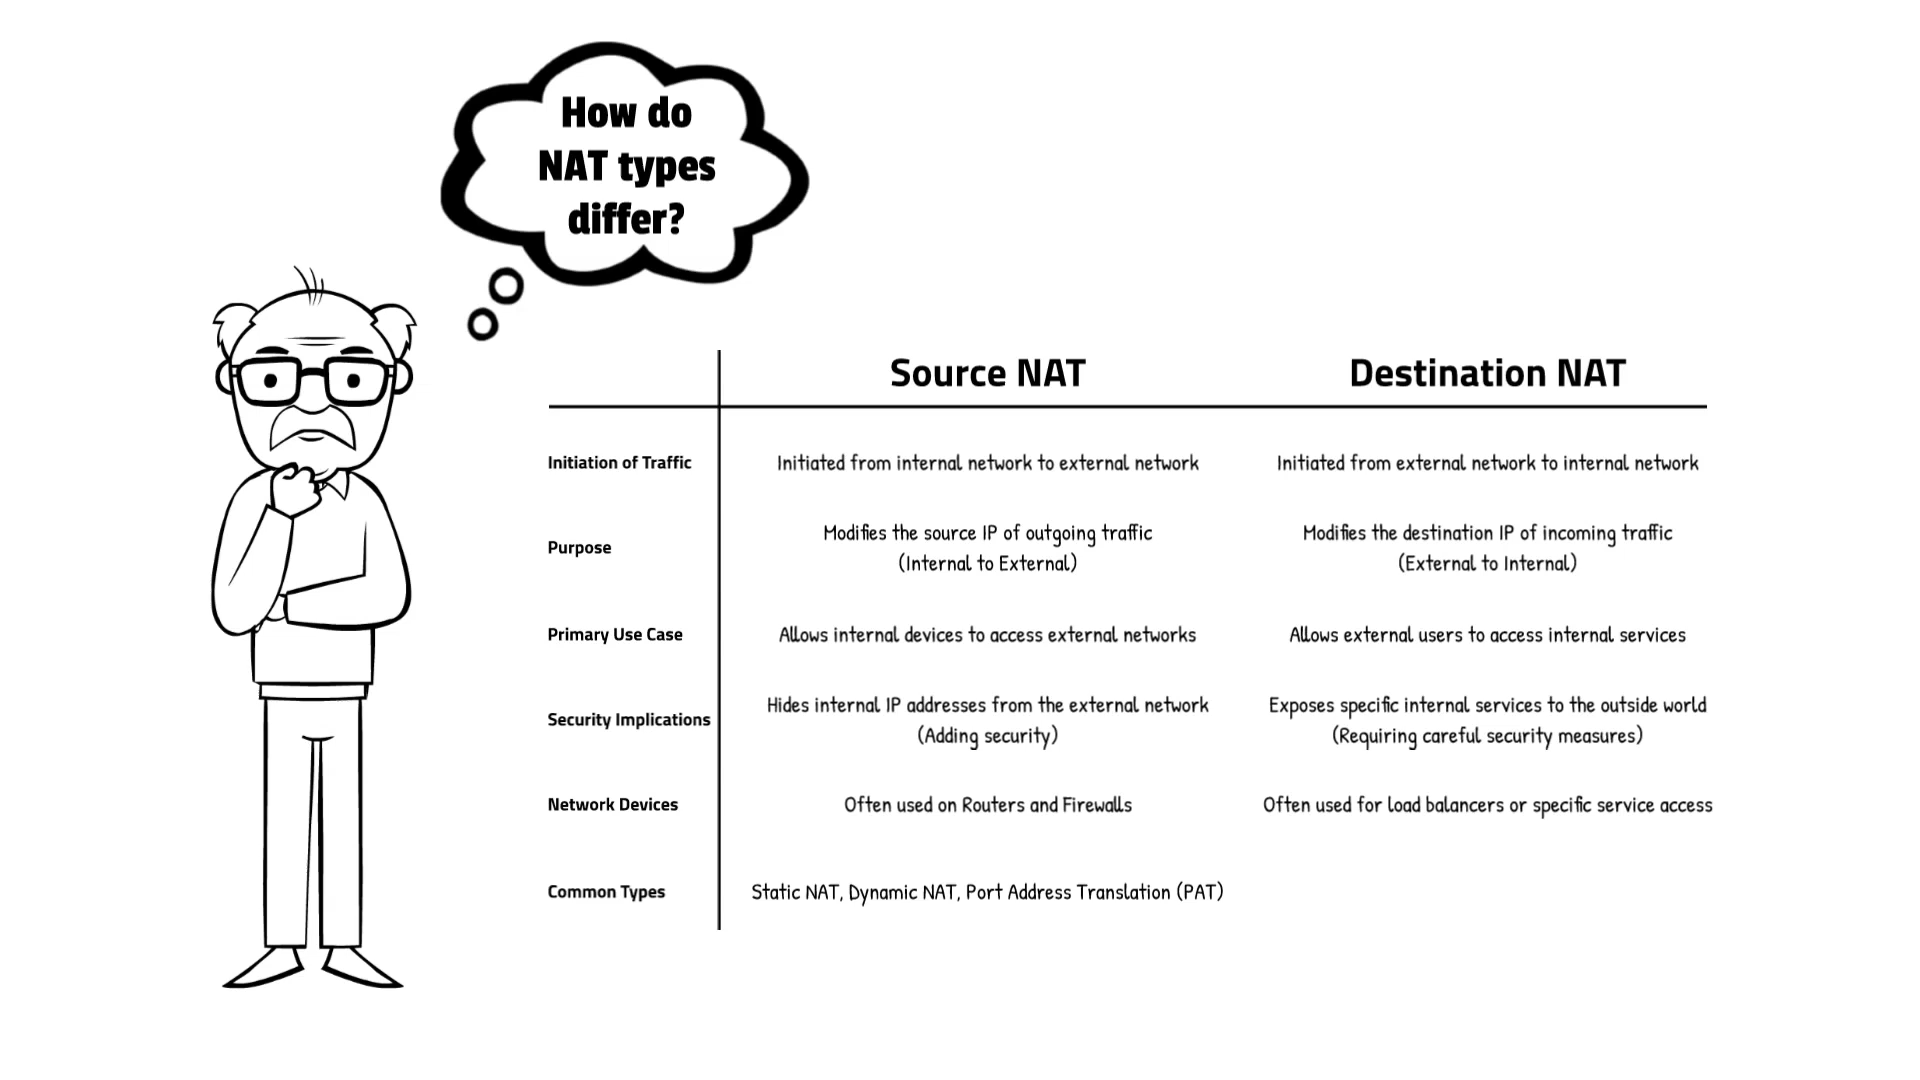 How do
NAT types
differ?
Source NAT
Destination NAT
Initiation of Traffic
Initiated from internal network to external network
Initiated from external network to internal network
Purpose
Modifies the source IP of outgoing traffic
(Internal to External)
Modifies the destination IP of incoming traffic
(External to Internal)
Primary Use Case
Allows internal devices to access external networks
Allows external users to access internal services
Security Implications
Hides internal IP addresses from the external network
(Adding security)
Exposes specific internal services to the outside world
(Requiring careful security measures)
Network Devices
Often used on Routers and Firewalls
Often used for load balancers or specific service access
Common Types
Static NAT, Dynamic NAT, Port Address Translation (PAT)